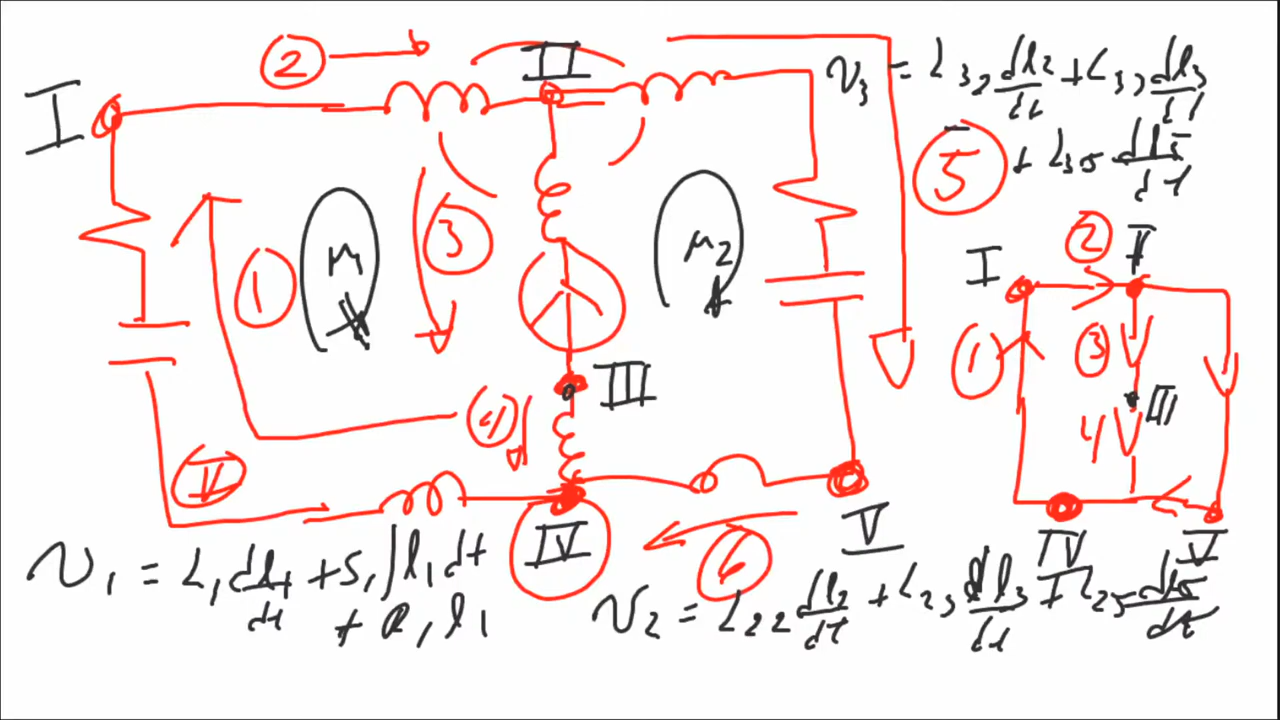 I
②
II
v₃ = L₃₂ di₂/dt + L₃₃ di₃/dt
+ L₃₅ di₅/dt
⑤
①
M₁
③
M₂
I
②
II
①
③
III
4
III
④
V
IV
V
⑥
IV
V
v₁ = L₁ di₁/dt + S₁ ∫ i₁ dt
+ R₁ i₁
v₂ = L₂₂ di₂/dt + L₂₃ di₃/dt + L₂₅ di₅/dt